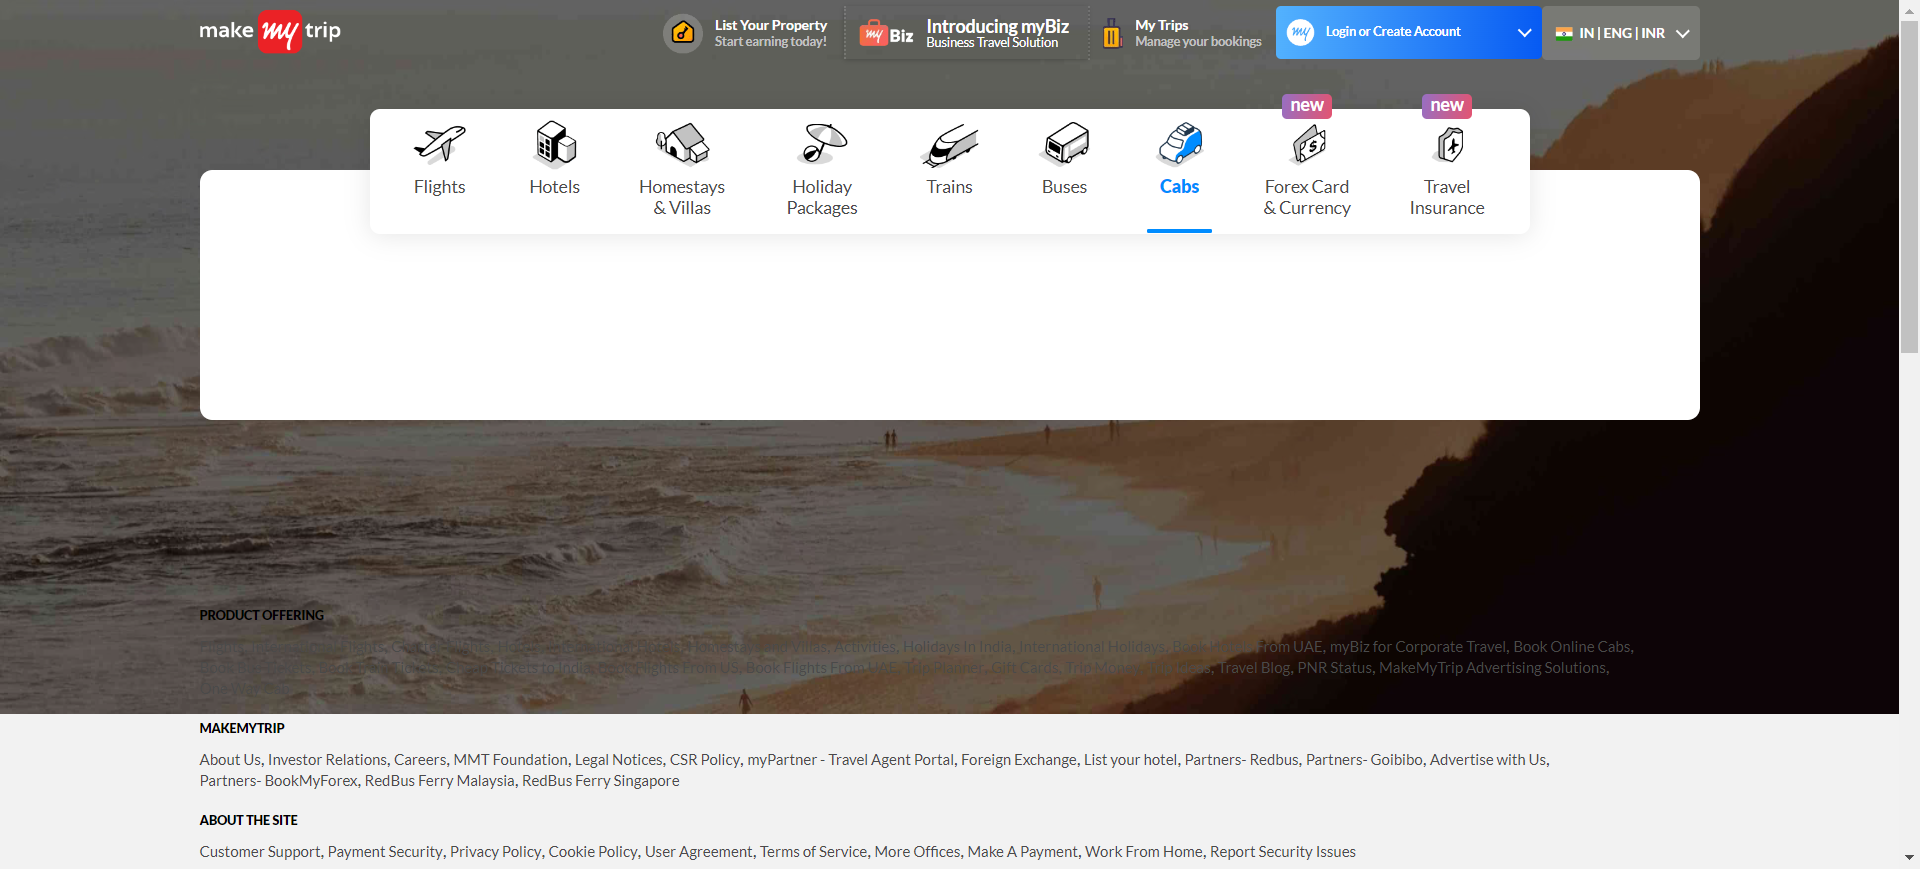 make my trip
List Your Property
Start earning today!
my Biz
Introducing myBiz
Business Travel Solution
My Trips
Manage your bookings
my
Login or Create Account
IN | ENG | INR
new
new
Flights
Hotels
Homestays
& Villas
Holiday
Packages
Trains
Buses
Cabs
Forex Card
& Currency
Travel
Insurance
PRODUCT OFFERING
Villas, Activities, Holidays In India, International Holidays, From UAE, myBiz for Corporate Travel, Book Online Cabs,
Tickets to India, Flights From US, Book Flights From UAE, Trip Planner, Gift Cards, Trip Money, Travel Blog, PNR Status, MakeMyTrip Advertising Solutions,
MAKEMYTRIP
About Us, Investor Relations, Careers, MMT Foundation, Legal Notices, CSR Policy, myPartner - Travel Agent Portal, Foreign Exchange, List your hotel, Partners- Redbus, Partners- Goibibo, Advertise with Us,
Partners- BookMyForex, RedBus Ferry Malaysia, RedBus Ferry Singapore
ABOUT THE SITE
Customer Support, Payment Security, Privacy Policy, Cookie Policy, User Agreement, Terms of Service, More Offices, Make A Payment, Work From Home, Report Security Issues